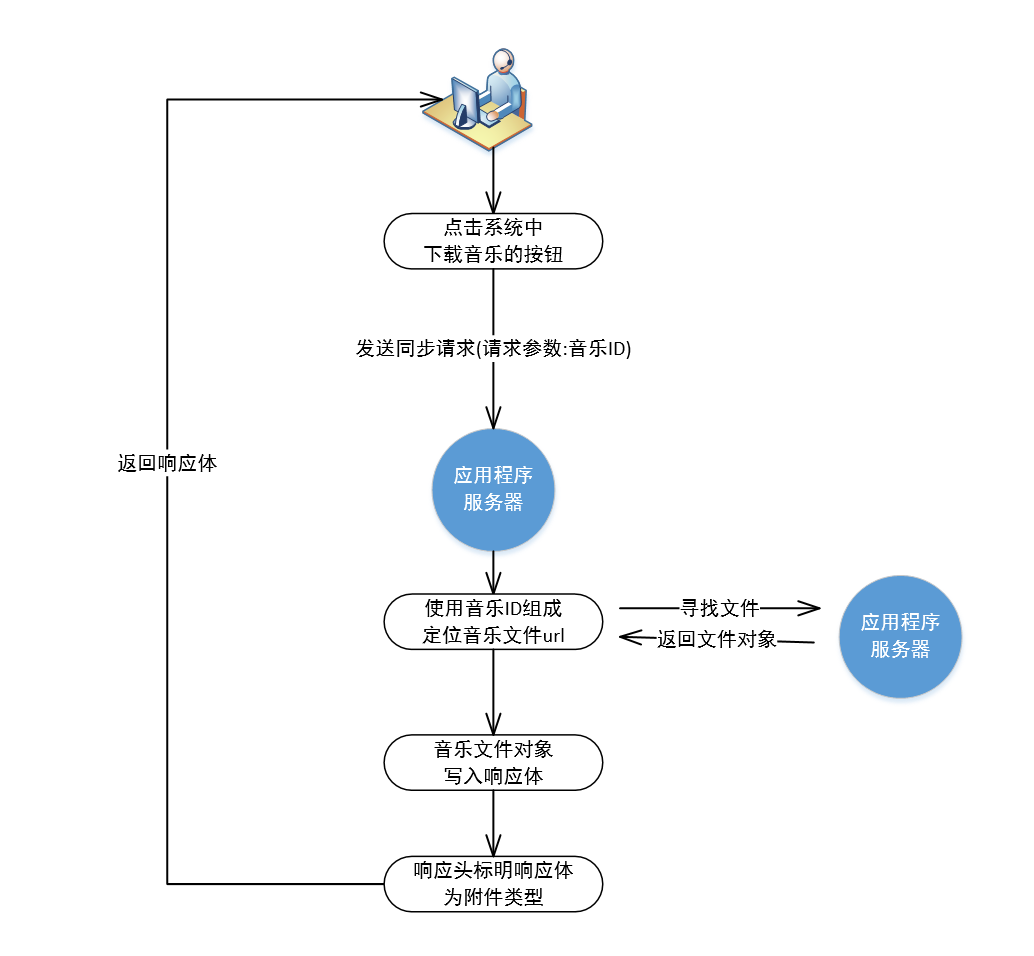 点击系统中
下载音乐的按钮
发送同步请求(请求参数:音乐ID)
返回响应体
应用程序
服务器
使用音乐ID组成
定位音乐文件url
寻找文件
返回文件对象
应用程序
服务器
音乐文件对象
写入响应体
响应头标明响应体
为附件类型